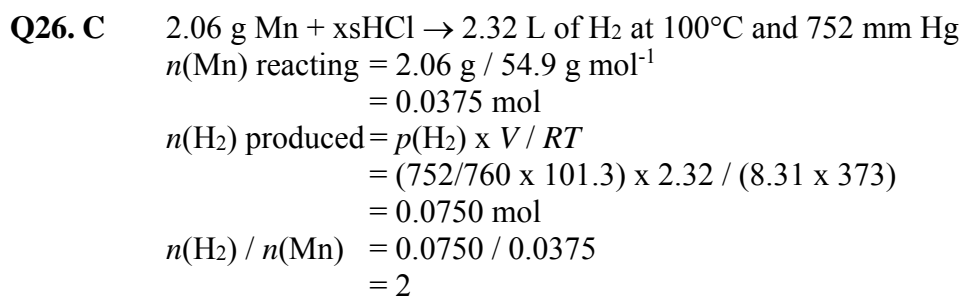 Q26. C 2.06 g Mn + xsHCl → 2.32 L of H₂ at 100°C and 752 mm Hg
n(Mn) reacting = 2.06 g / 54.9 g mol⁻¹
= 0.0375 mol
n(H₂) produced = p(H₂) x V / RT
= (752/760 x 101.3) x 2.32 / (8.31 x 373)
= 0.0750 mol
n(H₂) / n(Mn) = 0.0750 / 0.0375
= 2